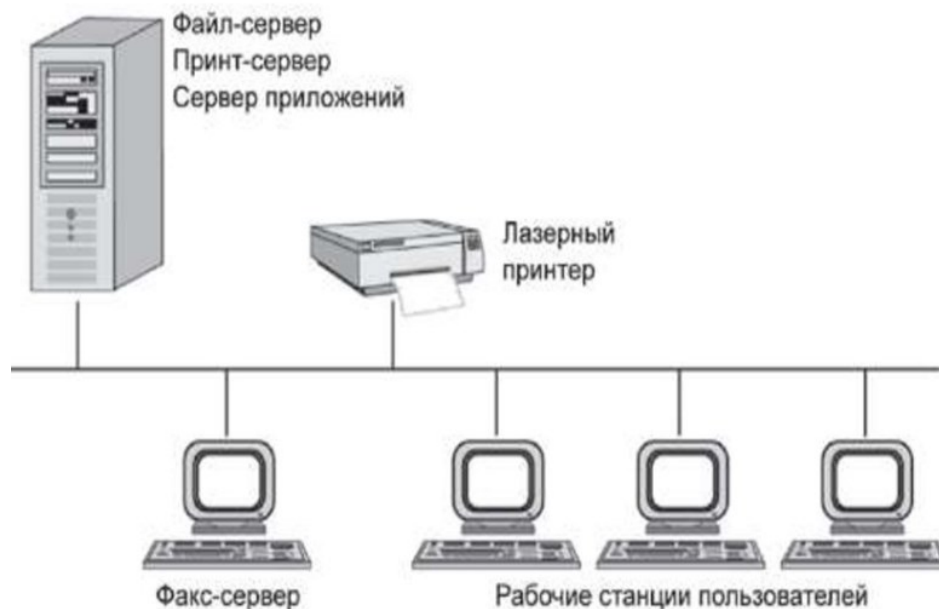 Файл-сервер
Принт-сервер
Сервер приложений
Лазерный
принтер
Факс-сервер
Рабочие станции пользователей